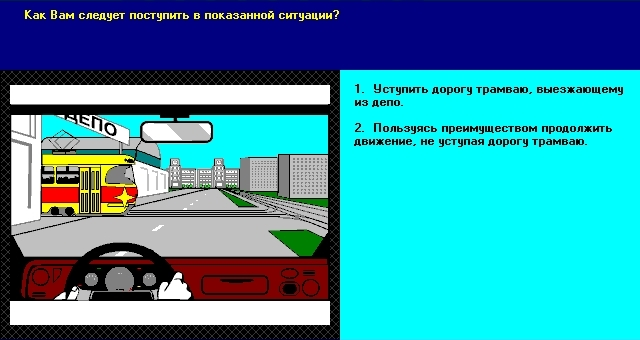 Как Вам следует поступить в показанной ситуации?
1. Уступить дорогу трамваю, выезжающему
из депо.
2. Пользуясь преимуществом продолжить
движение, не уступая дорогу трамваю.
ДЕПО